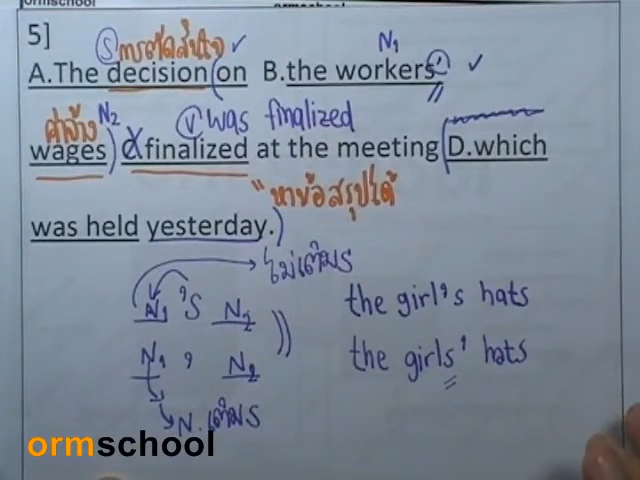 ormschool
ormschool
5]
Ⓢ การตัดสินใจ ✓ N₁
A.The decision (on B.the workers' ✓
ค่าจ้าง N₂ Ⓥ was finalized
wages) C.finalized at the meeting (D.which
"หาข้อสรุปได้
was held yesterday.)
ไม่เติม s
N₁ 's N₂ the girl's hats
N₁ ' N₂ the girls' hats
N. เติม s
ormschool